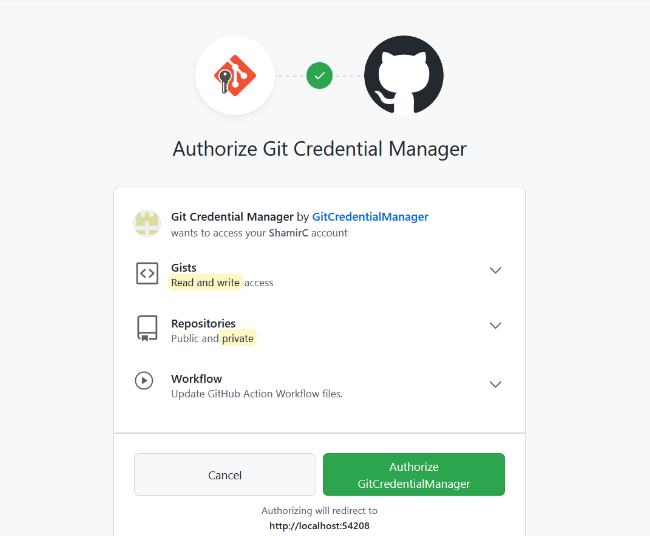 Authorize Git Credential Manager
Git Credential Manager by GitCredentialManager
wants to access your ShamirC account
Gists
Read and write access
Repositories
Public and private
Workflow
Update GitHub Action Workflow files.
Cancel
Authorize
GitCredentialManager
Authorizing will redirect to
http://localhost:54208